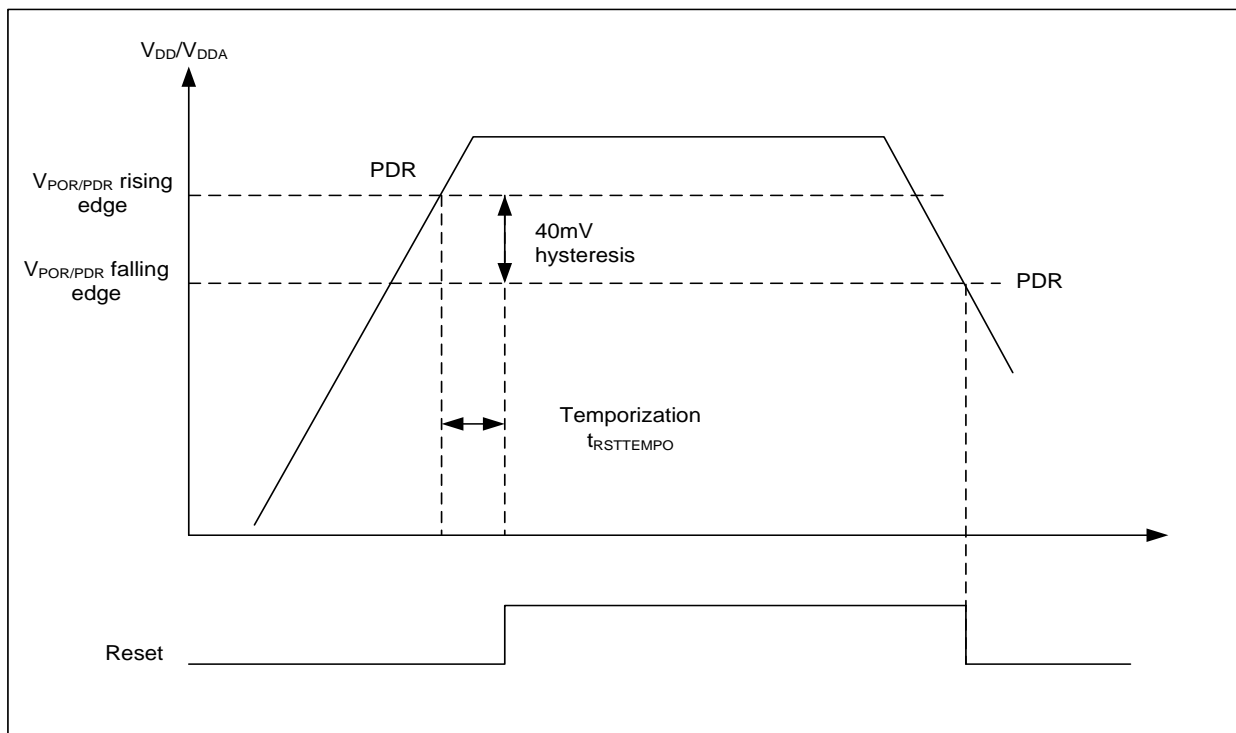 VDD/VDDA
PDR
VPOR/PDR rising
edge
40mV
hysteresis
VPOR/PDR falling
edge
PDR
Temporization
tRSTTEMPO
Reset